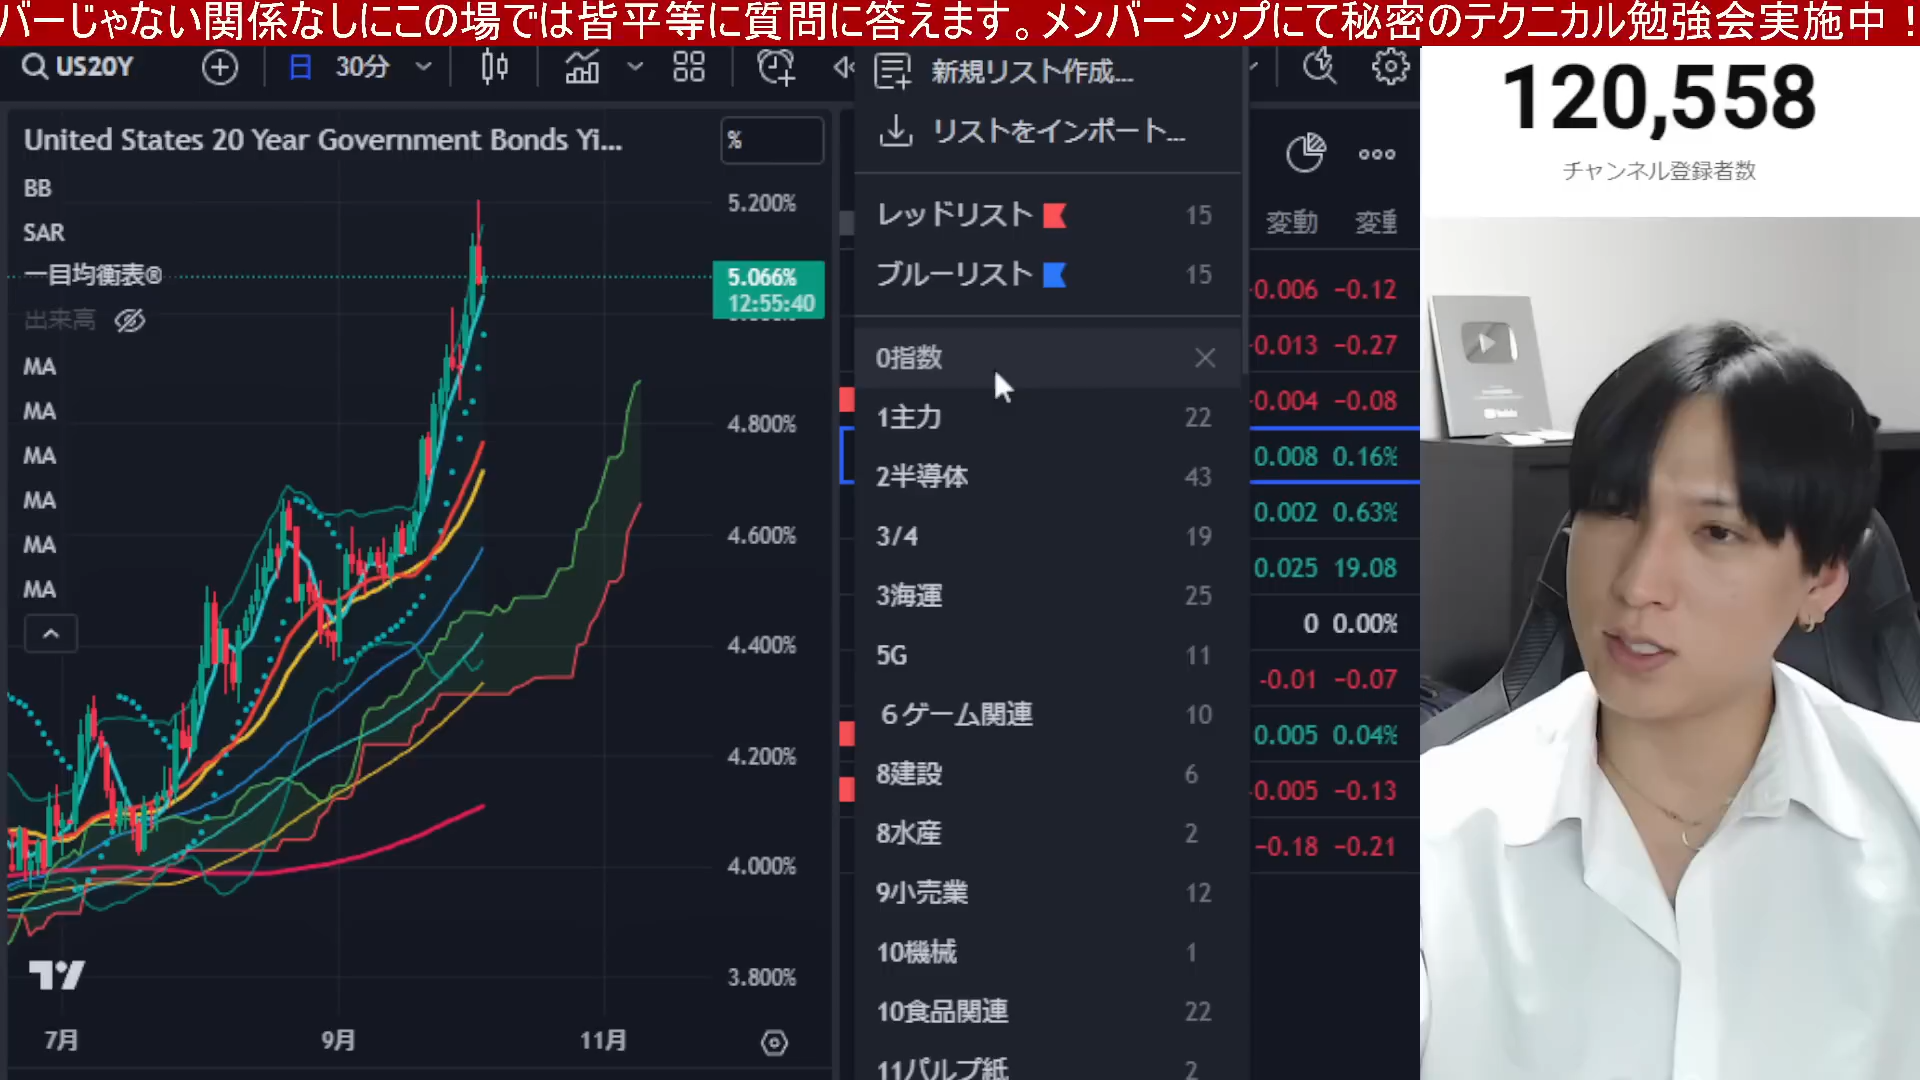 バーじゃない関係なしにこの場では皆平等に質問に答えます。メンバーシップにて秘密のテクニカル勉強会実施中！
US20Y
日
30分
United States 20 Year Government Bonds Yi...
%
BB
SAR
一目均衡表®
出来高
MA
MA
MA
MA
MA
MA
5.200%
5.066%
12:55:40
4.800%
4.600%
4.400%
4.200%
4.000%
3.800%
7月
9月
11月
新規リスト作成...
リストをインポート...
レッドリスト 15
ブルーリスト 15
0指数
1主力 22
2半導体 43
3/4 19
3海運 25
5G 11
６ゲーム関連 10
8建設 6
8水産 2
9小売業 12
10機械 1
10食品関連 22
11パルプ紙 2
変動
-0.006 -0.12
-0.013 -0.27
-0.004 -0.08
0.008 0.16%
0.002 0.63%
0.025 19.08
0 0.00%
-0.01 -0.07
0.005 0.04%
-0.005 -0.13
-0.18 -0.21
120,558
チャンネル登録者数
YouTube